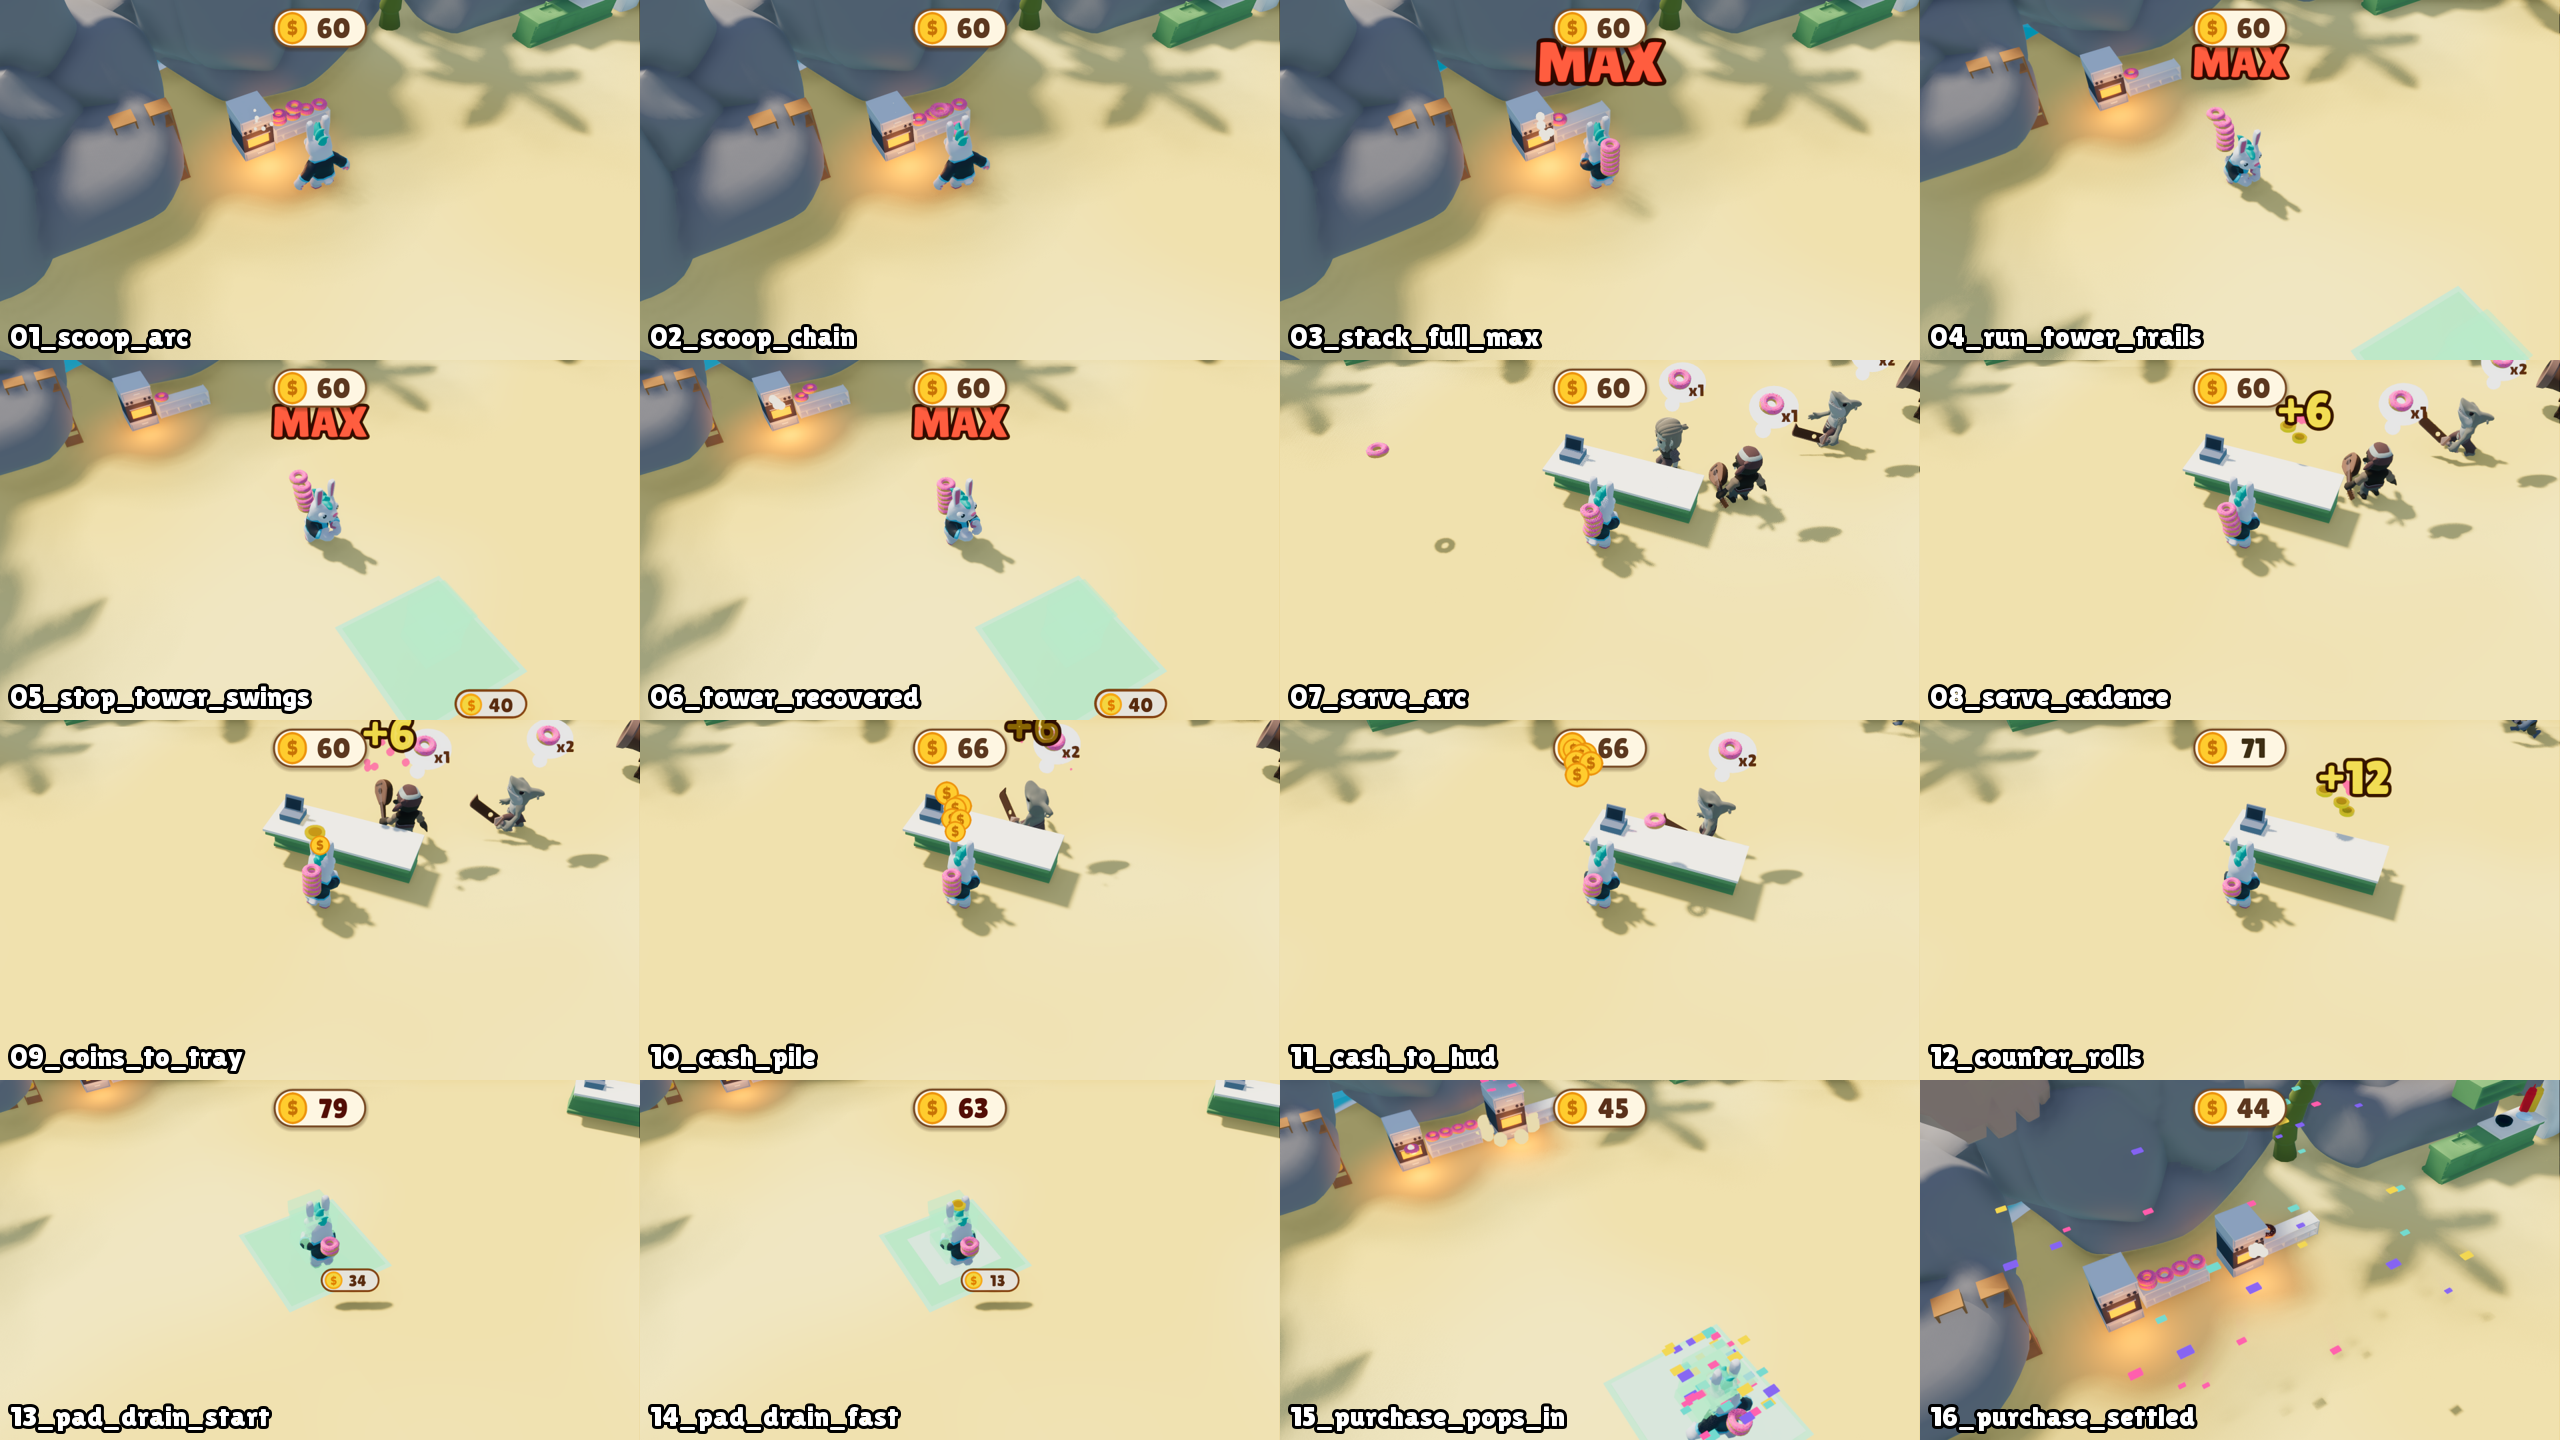 $ 60
01_scoop_arc
$ 60
02_scoop_chain
$ 60
MAX
03_stack_full_max
$ 60
MAX
04_run_tower_trails
$ 60
MAX
$ 40
05_stop_tower_swings
$ 60
MAX
$ 40
06_tower_recovered
$ 60
x1
x1
x2
07_serve_arc
$ 60
+6
x1
x2
08_serve_cadence
$ 60
+6
x1
x2
$
09_coins_to_tray
$ 66
+6
x2
$
$
$
$
10_cash_pile
66
$
$
$
x2
11_cash_to_hud
$ 71
+12
12_counter_rolls
$ 79
$ 34
13_pad_drain_start
$ 63
$ 13
14_pad_drain_fast
$ 45
15_purchase_pops_in
$ 44
16_purchase_settled